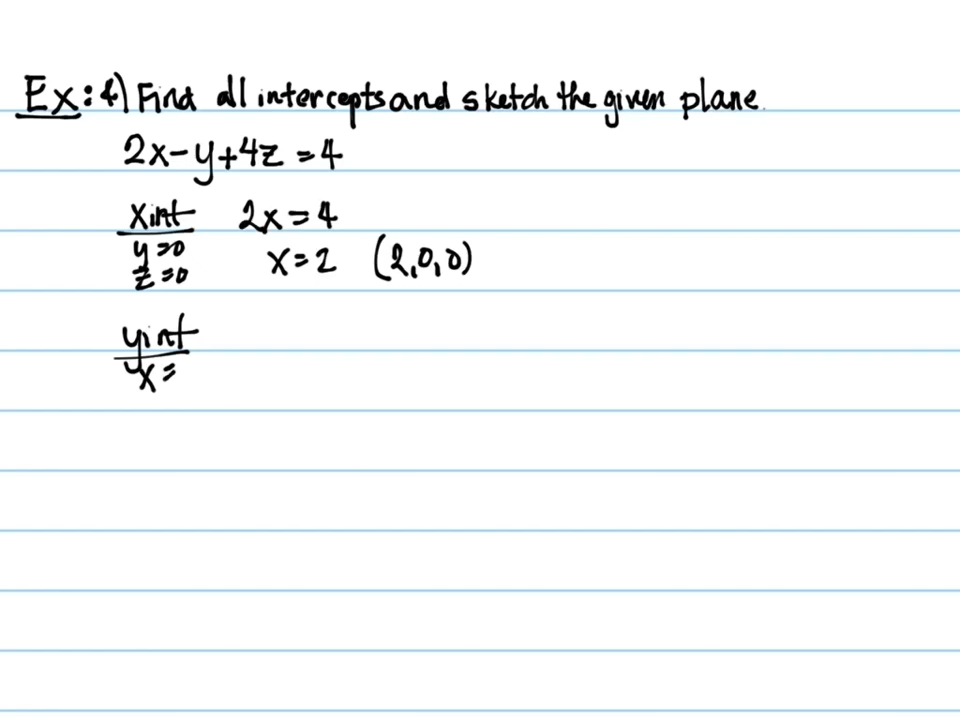 Ex: 4) Find all intercepts and sketch the given plane.
2x - y + 4z = 4
x int 2x = 4
y = 0 x = 2 (2, 0, 0)
z = 0
y int
x =